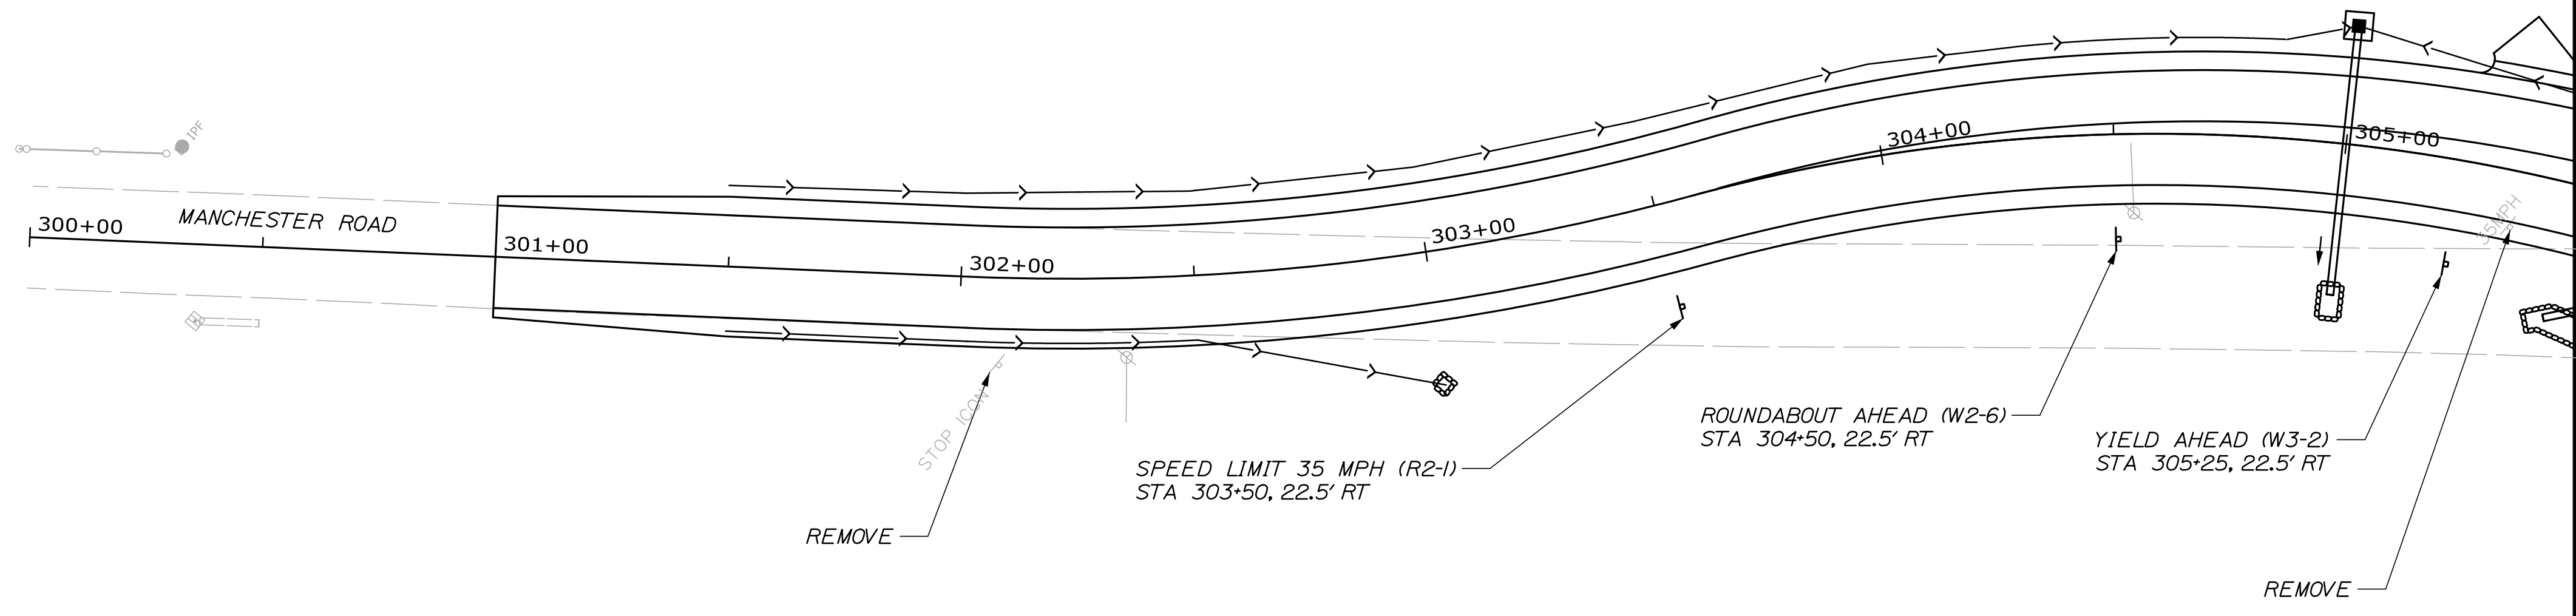 IPF
MANCHESTER ROAD
300+00
301+00
302+00
303+00
304+00
305+00
35MPH
STOP ICON
REMOVE
SPEED LIMIT 35 MPH (R2-1)
STA 303+50, 22.5' RT
ROUNDABOUT AHEAD (W2-6)
STA 304+50, 22.5' RT
YIELD AHEAD (W3-2)
STA 305+25, 22.5' RT
REMOVE